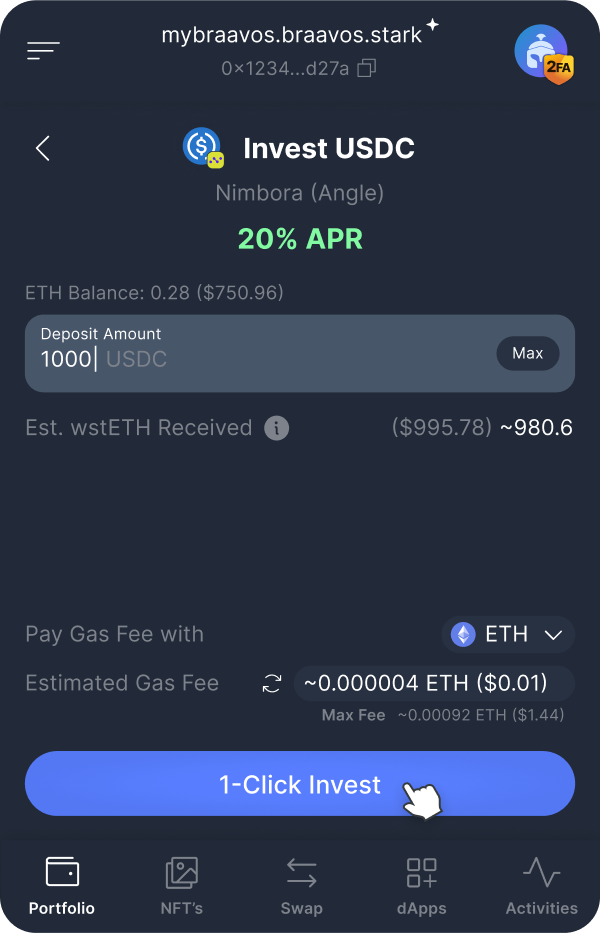 mybraavos.braavos.stark
0x1234...d27a
2FA
Invest USDC
Nimbora (Angle)
20% APR
ETH Balance: 0.28 ($750.96)
Deposit Amount
1000 USDC
Max
Est. wstETH Received i ($995.78) ~980.6
Pay Gas Fee with ETH
Estimated Gas Fee ~0.000004 ETH ($0.01)
Max Fee ~0.00092 ETH ($1.44)
1-Click Invest
Portfolio NFT's Swap dApps Activities